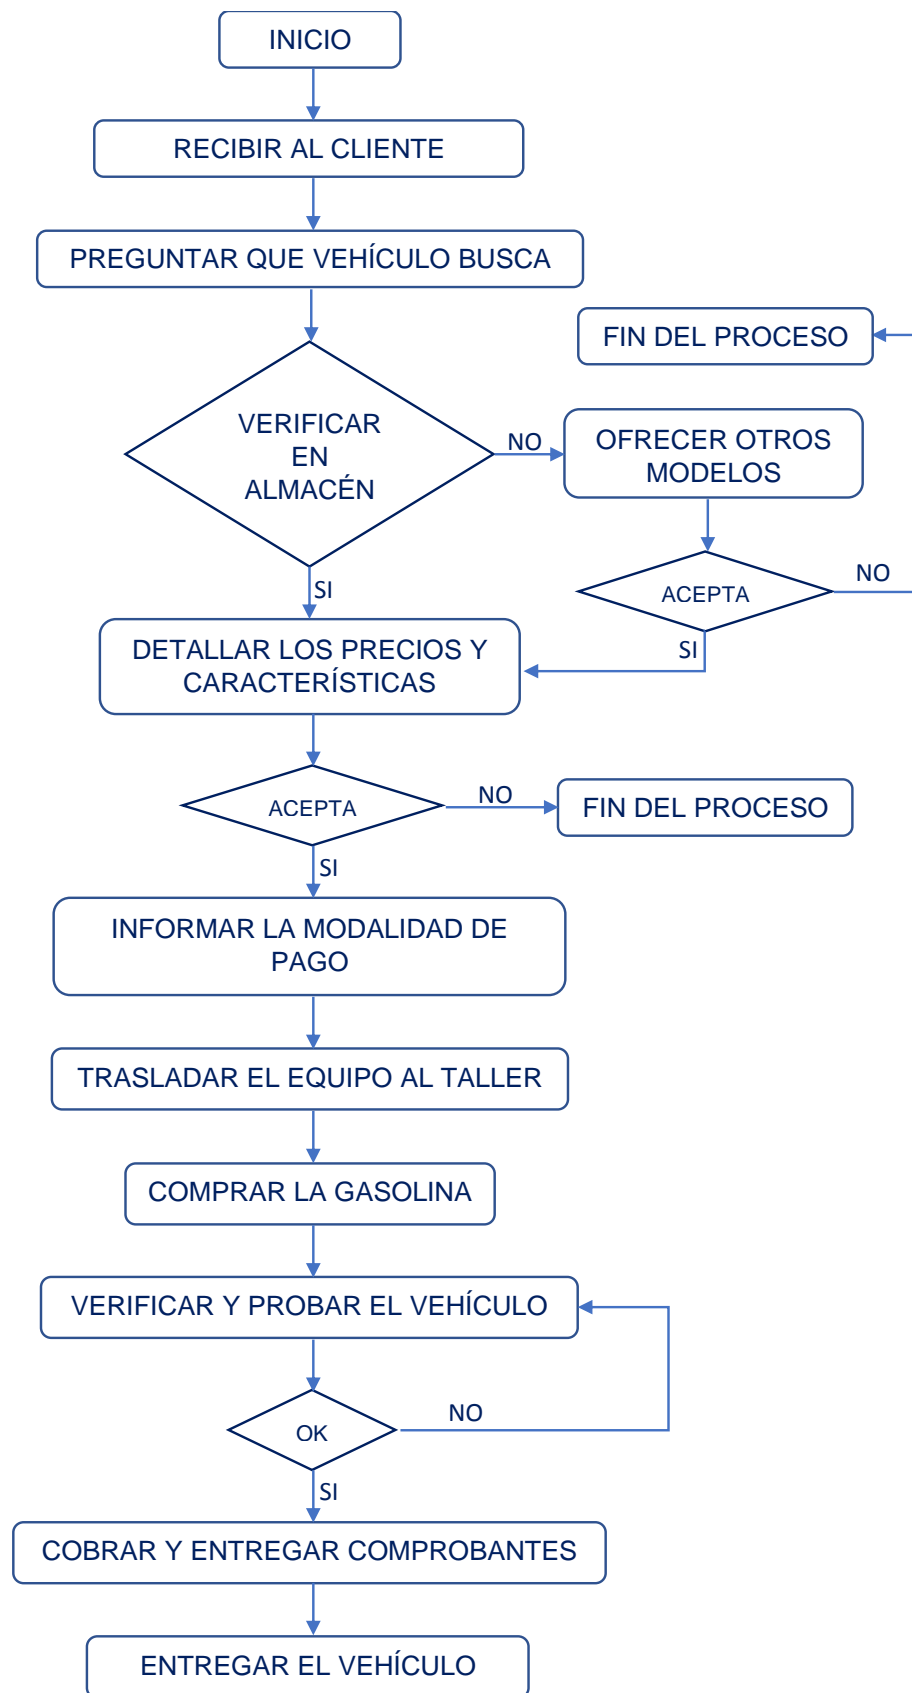 INICIO
RECIBIR AL CLIENTE
PREGUNTAR QUE VEHÍCULO BUSCA
FIN DEL PROCESO
VERIFICAR
EN
ALMACÉN
NO
OFRECER OTROS
MODELOS
ACEPTA
NO
SI
SI
DETALLAR LOS PRECIOS Y
CARACTERÍSTICAS
ACEPTA
NO
FIN DEL PROCESO
SI
INFORMAR LA MODALIDAD DE
PAGO
TRASLADAR EL EQUIPO AL TALLER
COMPRAR LA GASOLINA
VERIFICAR Y PROBAR EL VEHÍCULO
OK
NO
SI
COBRAR Y ENTREGAR COMPROBANTES
ENTREGAR EL VEHÍCULO